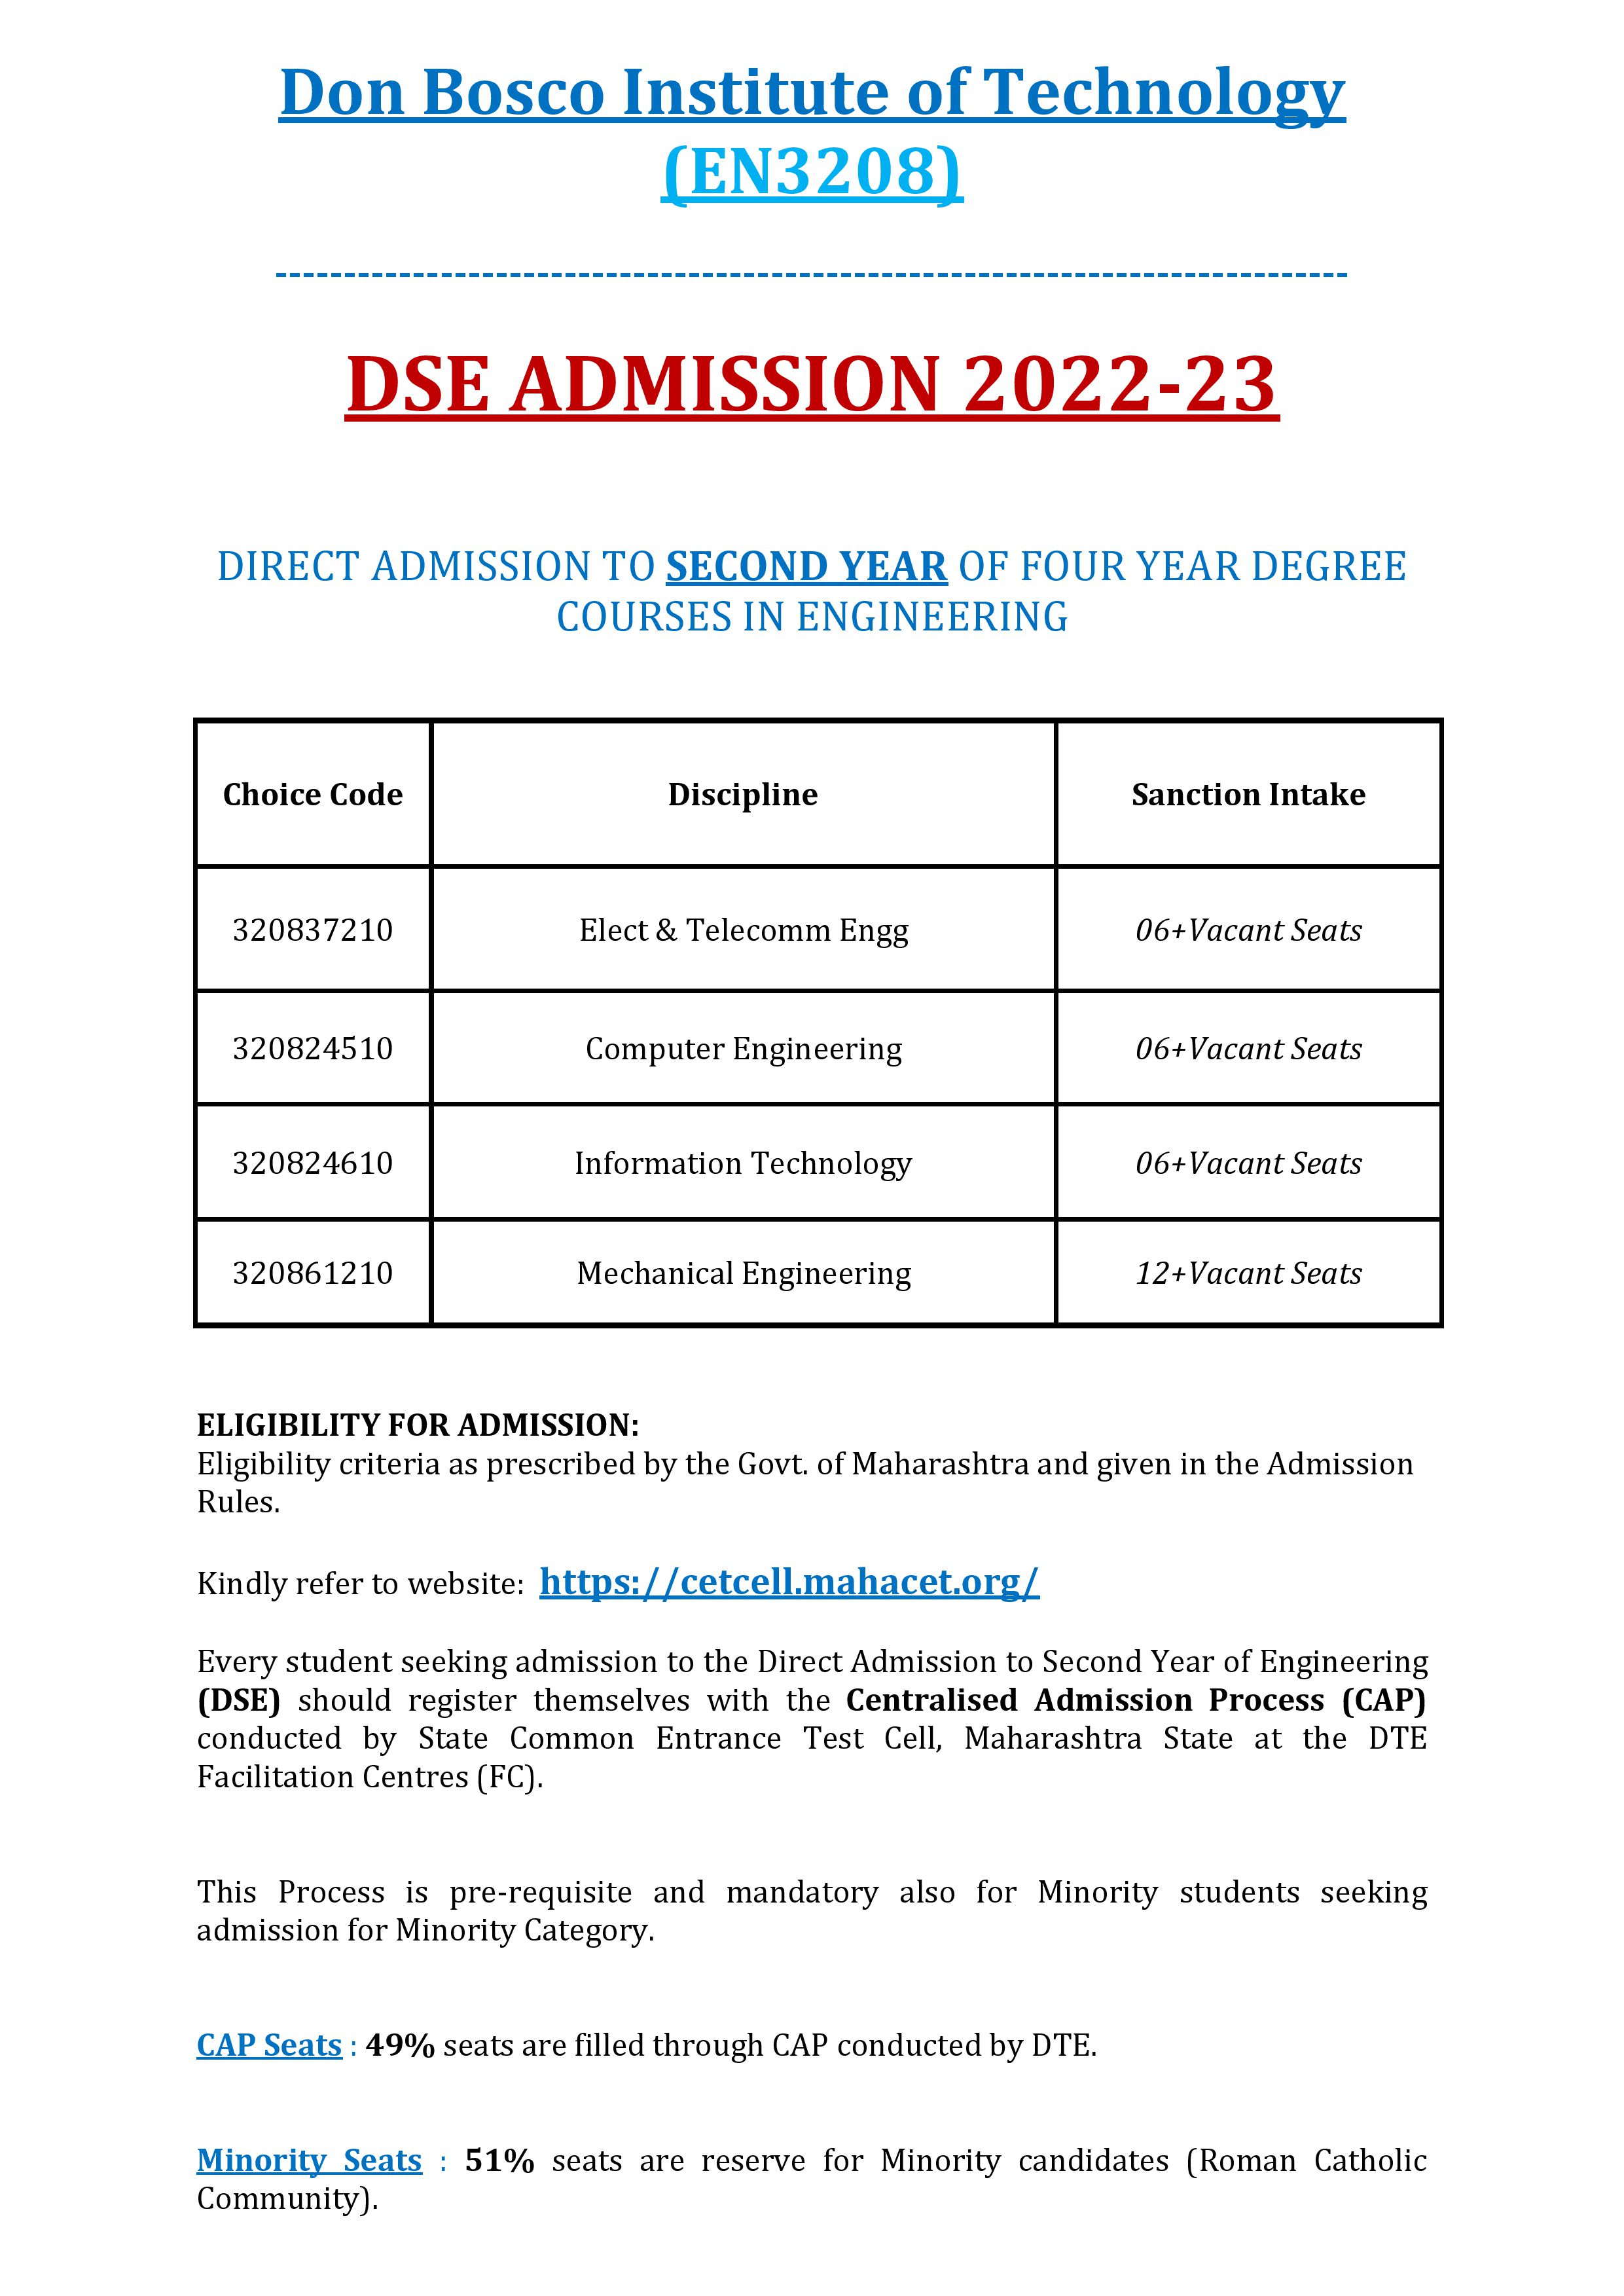 Don Bosco Institute of Technology
(EN3208)
------------------------------------------------------------------------------
DSE ADMISSION 2022-23
DIRECT ADMISSION TO SECOND YEAR OF FOUR YEAR DEGREE
COURSES IN ENGINEERING
Choice Code Discipline Sanction Intake
320837210 Elect & Telecomm Engg 06+Vacant Seats
320824510 Computer Engineering 06+Vacant Seats
320824610 Information Technology 06+Vacant Seats
320861210 Mechanical Engineering 12+Vacant Seats
ELIGIBILITY FOR ADMISSION:
Eligibility criteria as prescribed by the Govt. of Maharashtra and given in the Admission
Rules.
Kindly refer to website: https://cetcell.mahacet.org/
Every student seeking admission to the Direct Admission to Second Year of Engineering
(DSE) should register themselves with the Centralised Admission Process (CAP)
conducted by State Common Entrance Test Cell, Maharashtra State at the DTE
Facilitation Centres (FC).
This Process is pre-requisite and mandatory also for Minority students seeking
admission for Minority Category.
CAP Seats : 49% seats are filled through CAP conducted by DTE.
Minority Seats : 51% seats are reserve for Minority candidates (Roman Catholic
Community).